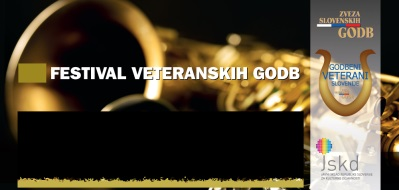 FESTIVAL VETERANSKIH GODB
ZVEZA
SLOVENSKIH
GODB
GODBENI
VETERANI
SLOVENIJE
Jskd